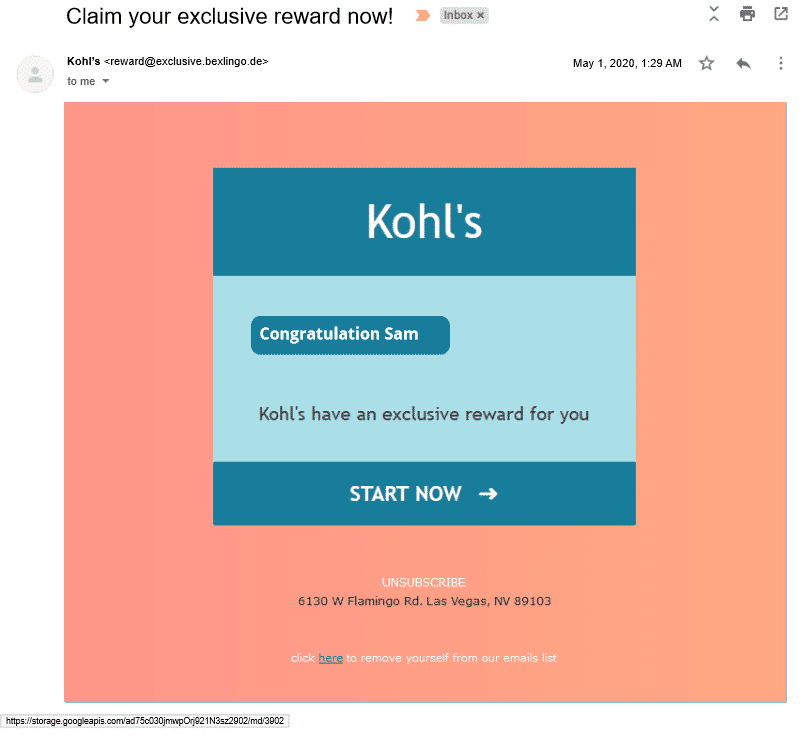 Claim your exclusive reward now!
Inbox ×
Kohl's <reward@exclusive.bexlingo.de>
May 1, 2020, 1:29 AM
to me
Kohl's
Congratulation Sam
Kohl's have an exclusive reward for you
START NOW →
UNSUBSCRIBE
6130 W Flamingo Rd. Las Vegas, NV 89103
click here to remove yourself from our emails list
https://storage.googleapis.com/ad75c030jmwpOrj921N3sz2902/md/3902